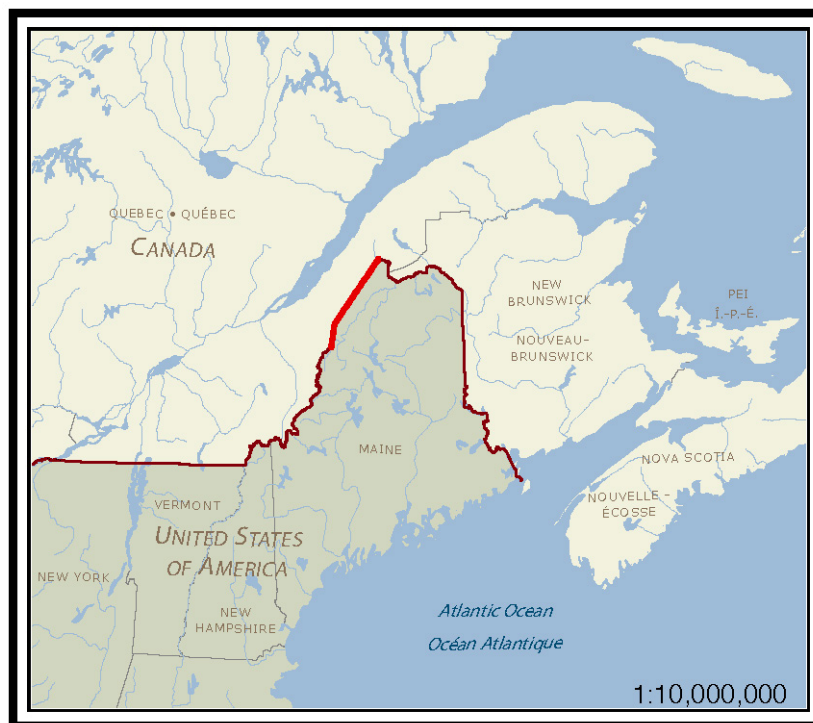 QUEBEC • QUÉBEC
CANADA
NEW
BRUNSWICK
PEI
Î.-P.-É.
NOUVEAU-
BRUNSWICK
MAINE
NOVA SCOTIA
NOUVELLE -
ÉCOSSE
VERMONT
UNITED STATES
OF AMERICA
NEW YORK
NEW
HAMPSHIRE
Atlantic Ocean
Océan Atlantique
1:10,000,000